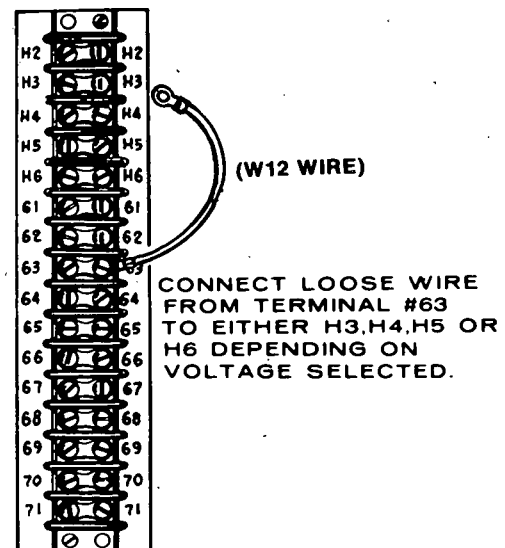 H2 H2
H3 H3
H4 H4
H5 H5
H6 H6
(W12 WIRE)
61 61
62 62
63 63
CONNECT LOOSE WIRE
64 64
FROM TERMINAL #63
65 65
TO EITHER H3,H4,H5 OR
66 66
H6 DEPENDING ON
VOLTAGE SELECTED.
67 67
68 68
69 69
70 70
71 71